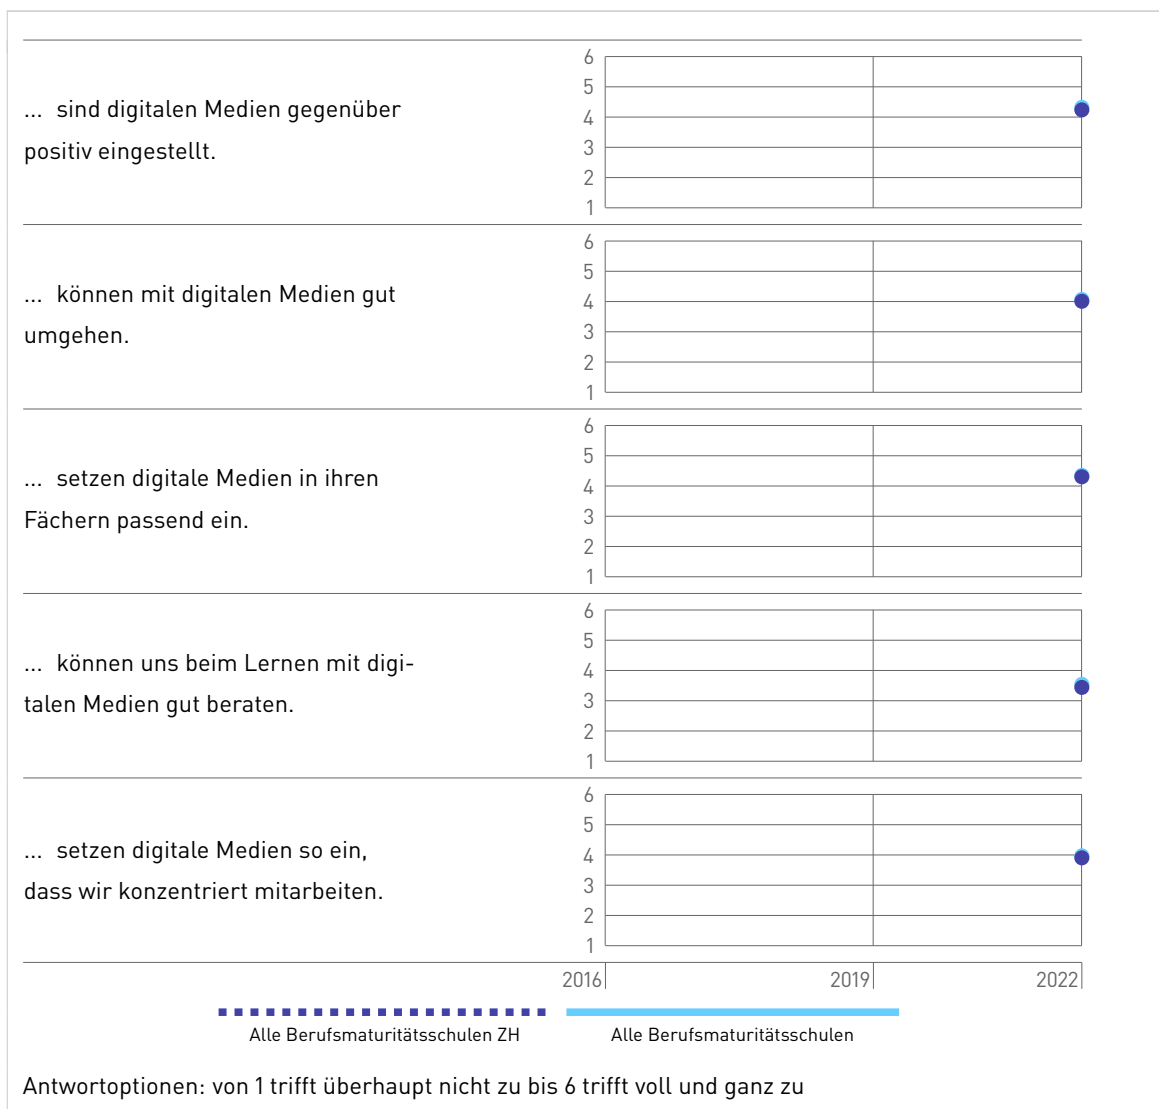 ... sind digitalen Medien gegenüber
positiv eingestellt.
6
5
4
3
2
1
... können mit digitalen Medien gut
umgehen.
6
5
4
3
2
1
... setzen digitale Medien in ihren
Fächern passend ein.
6
5
4
3
2
1
... können uns beim Lernen mit digi-
talen Medien gut beraten.
6
5
4
3
2
1
... setzen digitale Medien so ein,
dass wir konzentriert mitarbeiten.
6
5
4
3
2
1
2016 2019 2022
Alle Berufsmaturitätsschulen ZH Alle Berufsmaturitätsschulen
Antwortoptionen: von 1 trifft überhaupt nicht zu bis 6 trifft voll und ganz zu